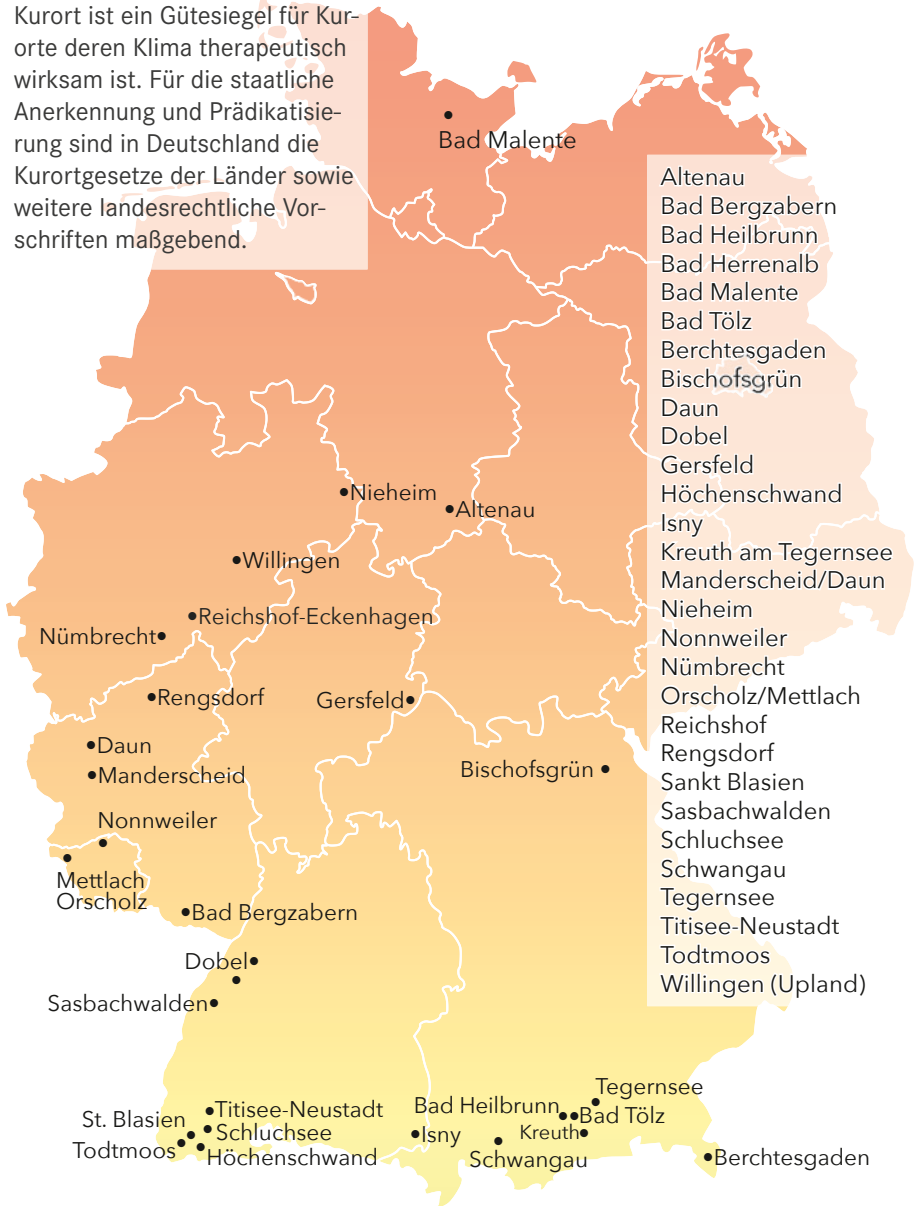 Kurort ist ein Gütesiegel für Kur-
orte deren Klima therapeutisch
wirksam ist. Für die staatliche
Anerkennung und Prädikatisie-
rung sind in Deutschland die
Kurortgesetze der Länder sowie
weitere landesrechtliche Vor-
schriften maßgebend.
Bad Malente
Altenau
Bad Bergzabern
Bad Heilbrunn
Bad Herrenalb
Bad Malente
Bad Tölz
Berchtesgaden
Bischofsgrün
Daun
Dobel
Gersfeld
Höchenschwand
Isny
Kreuth am Tegernsee
Manderscheid/Daun
Nieheim
Nonnweiler
Nümbrecht
Orscholz/Mettlach
Reichshof
Rengsdorf
Sankt Blasien
Sasbachwalden
Schluchsee
Schwangau
Tegernsee
Titisee-Neustadt
Todtmoos
Willingen (Upland)
Nieheim
Altenau
Willingen
Reichshof-Eckenhagen
Nümbrecht
Rengsdorf
Gersfeld
Daun
Manderscheid
Bischofsgrün
Nonnweiler
Mettlach
Orscholz
Bad Bergzabern
Dobel
Sasbachwalden
Titisee-Neustadt
St. Blasien
Schluchsee
Todtmoos
Höchenschwand
Tegernsee
Bad Heilbrunn
Bad Tölz
Isny
Kreuth
Schwangau
Berchtesgaden